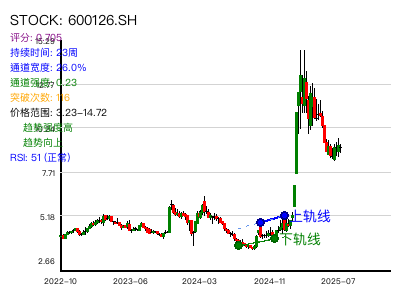 STOCK: 600126.SH
评分: 0.705
持续时间: 23周
通道宽度: 26.0%
通道强度: 0.23
突破次数: 116
价格范围: 3.23-14.72
趋势强度高
趋势向上
RSI: 51 (正常)
7.71
5.18
2.66
上轨线
下轨线
2022-10
2023-06
2024-03
2024-11
2025-07